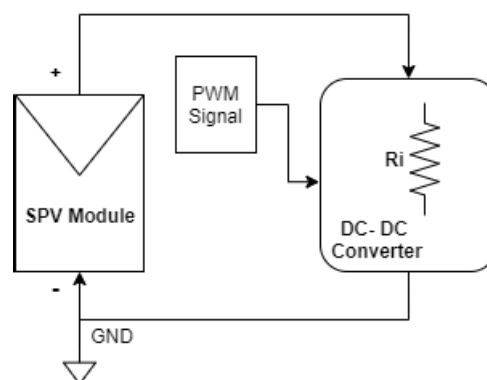 +
PWM
Signal
Ri
SPV Module
DC- DC
Converter
-
GND